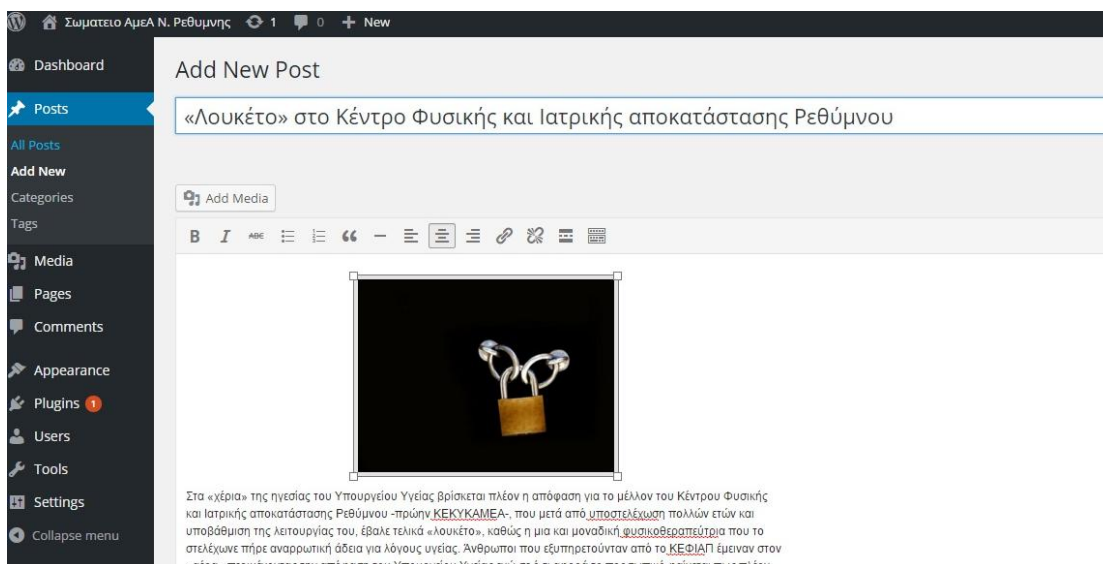 Σωματειο ΑμεΑ Ν. Ρεθυμνης 1 0 + New
Dashboard
Add New Post
Posts
«Λουκέτο» στο Κέντρο Φυσικής και Ιατρικής αποκατάστασης Ρεθύμνου
All Posts
Add New
Categories
Add Media
Tags
B I ABC
Media
Pages
Comments
Appearance
Plugins 1
Users
Tools
Settings
Collapse menu
Στα «χέρια» της ηγεσίας του Υπουργείου Υγείας βρίσκεται πλέον η απόφαση για το μέλλον του Κέντρου Φυσικής
και Ιατρικής αποκατάστασης Ρεθύμνου -πρώην ΚΕΚΥΚΑΜΕΑ-, που μετά από υποστελέχωση πολλών ετών και
υποβάθμιση της λειτουργίας του, έβαλε τελικά «λουκέτο», καθώς η μια και μοναδική φυσικοθεραπεύτρια που το
στελέχωνε πήρε αναρρωτική άδεια για λόγους υγείας. Άνθρωποι που εξυπηρετούνταν από το ΚΕΦΙΑΠ έμειναν στον